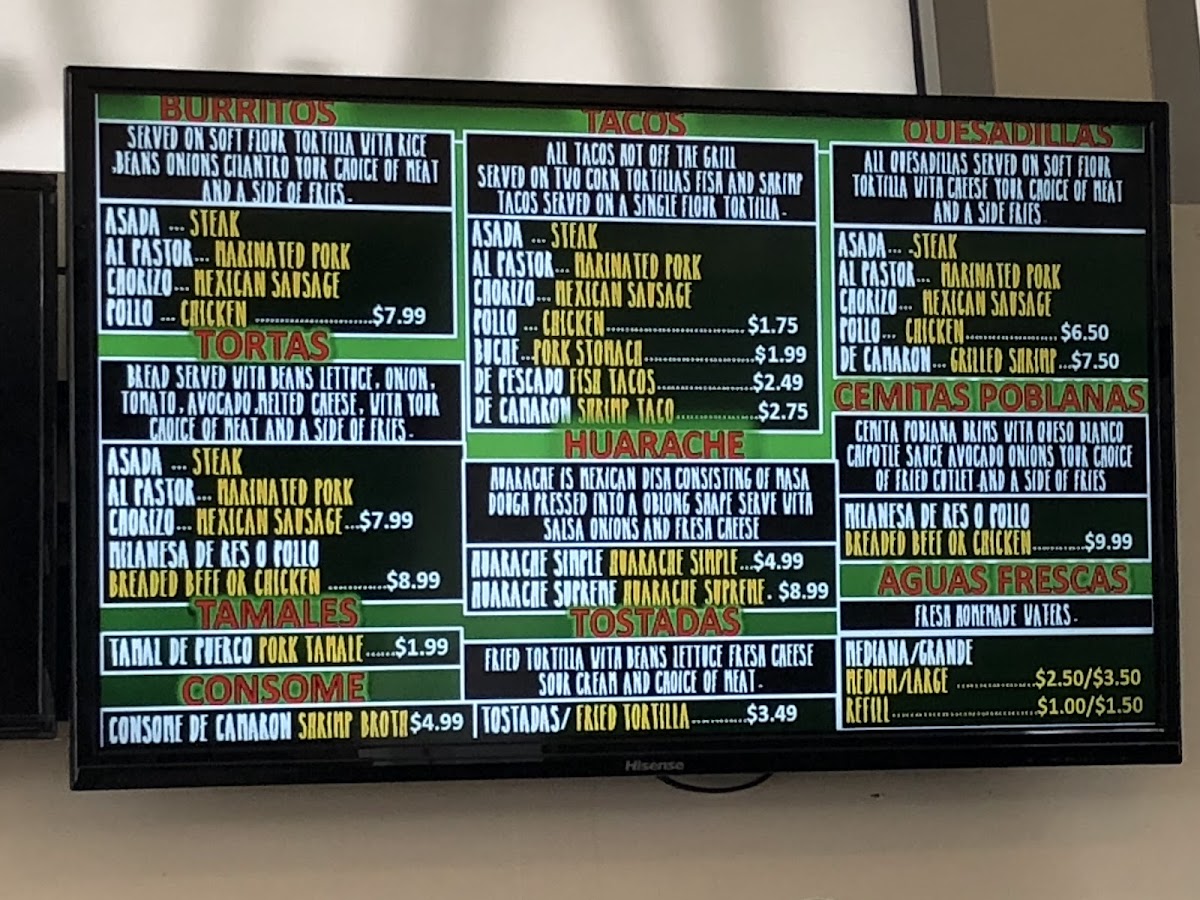 BURRITOS
SERVED ON SOFT FLOUR TORTILLA WITH RICE
,BEANS ONIONS CILANTRO YOUR CHOICE OF MEAT
AND A SIDE OF FRIES.
ASADA ... STEAK
AL PASTOR... MARINATED PORK
CHORIZO... MEXICAN SAUSAGE
POLLO ... CHICKEN ........................$7.99
TORTAS
BREAD SERVED WITH BEANS LETTUCE, ONION,
TOMATO, AVOCADO,MELTED CHEESE, WITH YOUR
CHOICE OF MEAT AND A SIDE OF FRIES.
ASADA ... STEAK
AL PASTOR... MARINATED PORK
CHORIZO... MEXICAN SAUSAGE...$7.99
MILANESA DE RES O POLLO
BREADED BEEF OR CHICKEN ............$8.99
TAMALES
TAMAL DE PUERCO PORK TAMALE......$1.99
CONSOME
CONSOME DE CAMARON SHRIMP BROTH $4.99
TACOS
ALL TACOS HOT OFF THE GRILL
SERVED ON TWO CORN TORTILLAS FISH AND SHRIMP
TACOS SERVED ON A SINGLE FLOUR TORTILLA.
ASADA ... STEAK
AL PASTOR... MARINATED PORK
CHORIZO... MEXICAN SAUSAGE
POLLO ... CHICKEN............................ $1.75
BUCHE...PORK STOMACH......................$1.99
DE PESCADO FISH TACOS...................$2.49
DE CAMARON SHRIMP TACO................$2.75
HUARACHE
HUARACHE IS MEXICAN DISH CONSISTING OF MASA
DOUGH PRESSED INTO A OBLONG SHAPE SERVE WITH
SALSA ONIONS AND FRESH CHEESE
HUARACHE SIMPLE HUARACHE SIMPLE...$4.99
HUARACHE SUPREME HUARACHE SUPREME. $8.99
TOSTADAS
FRIED TORTILLA WITH BEANS LETTUCE FRESH CHEESE
SOUR CREAM AND CHOICE OF MEAT.
TOSTADAS/ FRIED TORTILLA...........$3.49
QUESADILLAS
ALL QUESADILLAS SERVED ON SOFT FLOUR
TORTILLA WITH CHEESE YOUR CHOICE OF MEAT
AND A SIDE FRIES
ASADA... .STEAK
AL PASTOR... MARINATED PORK
CHORIZO... MEXICAN SAUSAGE
POLLO... CHICKEN....................$6.50
DE CAMARON... GRILLED SHRIMP...$7.50
CEMITAS POBLANAS
CEMITA POBLANA BRIMS WITH QUESO BLANCO
CHIPOTLE SAUCE AVOCADO ONIONS YOUR CHOICE
OF FRIED CUTLET AND A SIDE OF FRIES
MILANESA DE RES O POLLO
BREADED BEEF OR CHICKEN............$9.99
AGUAS FRESCAS
FRESH HOMEMADE WATERS.
MEDIANA/GRANDE
MEDIUM/LARGE .................$2.50/$3.50
REFILL................................$1.00/$1.50
Hisense